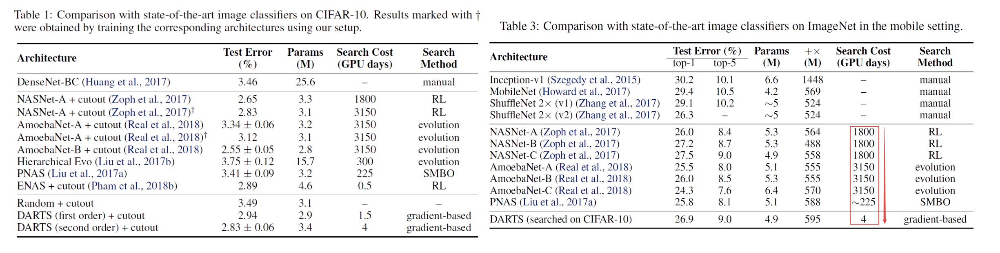 Table 1: Comparison with state-of-the-art image classifiers on CIFAR-10. Results marked with †
were obtained by training the corresponding architectures using our setup.
Architecture Test Error (%) Params (M) Search Cost (GPU days) Search Method
DenseNet-BC (Huang et al., 2017) 3.46 25.6 – manual
NASNet-A + cutout (Zoph et al., 2017) 2.65 3.3 1800 RL
NASNet-A + cutout (Zoph et al., 2017)† 2.83 3.1 3150 RL
AmoebaNet-A + cutout (Real et al., 2018) 3.34 ± 0.06 3.2 3150 evolution
AmoebaNet-A + cutout (Real et al., 2018)† 3.12 3.1 3150 evolution
AmoebaNet-B + cutout (Real et al., 2018) 2.55 ± 0.05 2.8 3150 evolution
Hierarchical Evo (Liu et al., 2017b) 3.75 ± 0.12 15.7 300 evolution
PNAS (Liu et al., 2017a) 3.41 ± 0.09 3.2 225 SMBO
ENAS + cutout (Pham et al., 2018b) 2.89 4.6 0.5 RL
Random + cutout 3.49 3.1 – –
DARTS (first order) + cutout 2.94 2.9 1.5 gradient-based
DARTS (second order) + cutout 2.83 ± 0.06 3.4 4 gradient-based
Table 3: Comparison with state-of-the-art image classifiers on ImageNet in the mobile setting.
Architecture Test Error (%) Params (M) +× (M) Search Cost (GPU days) Search Method
top-1 top-5
Inception-v1 (Szegedy et al., 2015) 30.2 10.1 6.6 1448 – manual
MobileNet (Howard et al., 2017) 29.4 10.5 4.2 569 – manual
ShuffleNet 2× (v1) (Zhang et al., 2017) 29.1 10.2 ~5 524 – manual
ShuffleNet 2× (v2) (Zhang et al., 2017) 26.3 – ~5 524 – manual
NASNet-A (Zoph et al., 2017) 26.0 8.4 5.3 564 1800 RL
NASNet-B (Zoph et al., 2017) 27.2 8.7 5.3 488 1800 RL
NASNet-C (Zoph et al., 2017) 27.5 9.0 4.9 558 1800 RL
AmoebaNet-A (Real et al., 2018) 25.5 8.0 5.1 555 3150 evolution
AmoebaNet-B (Real et al., 2018) 26.0 8.5 5.3 555 3150 evolution
AmoebaNet-C (Real et al., 2018) 24.3 7.6 6.4 570 3150 evolution
PNAS (Liu et al., 2017a) 25.8 8.1 5.1 588 ~225 SMBO
DARTS (searched on CIFAR-10) 26.9 9.0 4.9 595 4 gradient-based